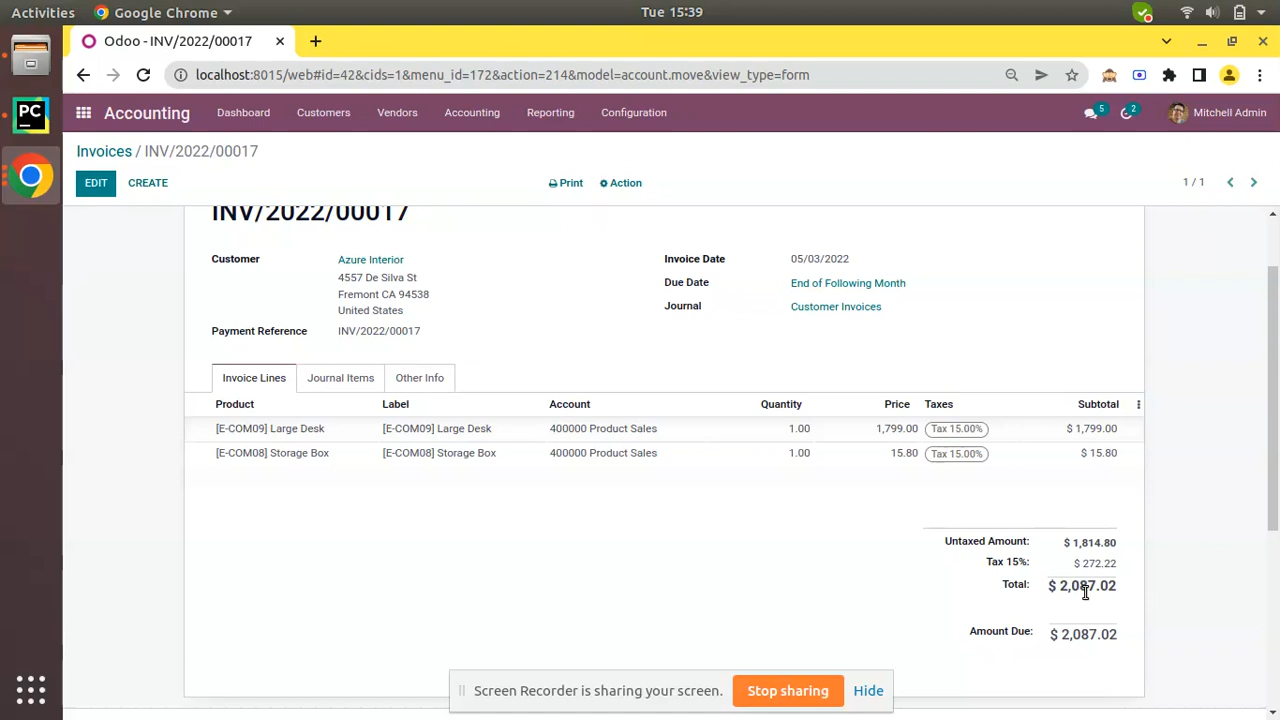 Activities Google Chrome Tue 15:39
Odoo - INV/2022/00017
localhost:8015/web#id=42&cids=1&menu_id=172&action=214&model=account.move&view_type=form
Accounting Dashboard Customers Vendors Accounting Reporting Configuration 5 2 Mitchell Admin
Invoices / INV/2022/00017
EDIT CREATE Print Action 1 / 1
INV/2022/00017
Customer Azure Interior Invoice Date 05/03/2022
4557 De Silva St
Due Date End of Following Month
Fremont CA 94538
Journal Customer Invoices
United States
Payment Reference INV/2022/00017
Invoice Lines Journal Items Other Info
Product Label Account Quantity Price Taxes Subtotal
[E-COM09] Large Desk [E-COM09] Large Desk 400000 Product Sales 1.00 1,799.00 Tax 15.00% $ 1,799.00
[E-COM08] Storage Box [E-COM08] Storage Box 400000 Product Sales 1.00 15.80 Tax 15.00% $ 15.80
Untaxed Amount: $ 1,814.80
Tax 15%: $ 272.22
Total: $ 2,087.02
Amount Due: $ 2,087.02
Screen Recorder is sharing your screen. Stop sharing Hide
PC